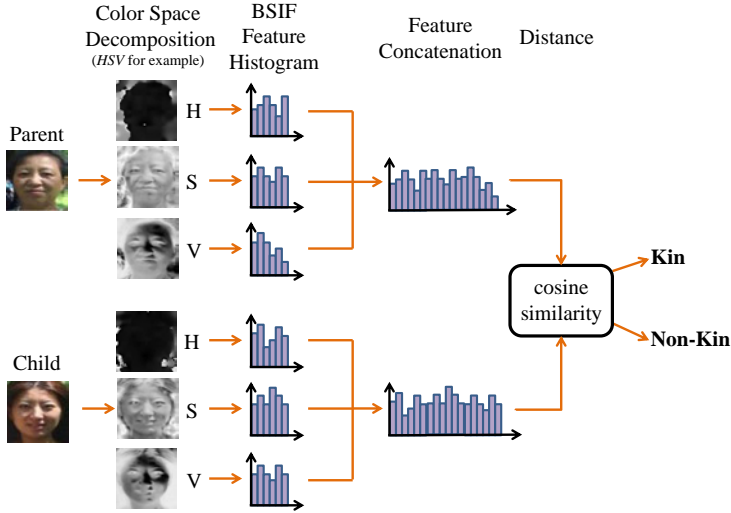 Color Space
Decomposition
(HSV for example)
BSIF
Feature
Histogram
Feature
Concatenation
Distance
H
Parent
S
V
Kin
cosine
similarity
Non-Kin
H
Child
S
V